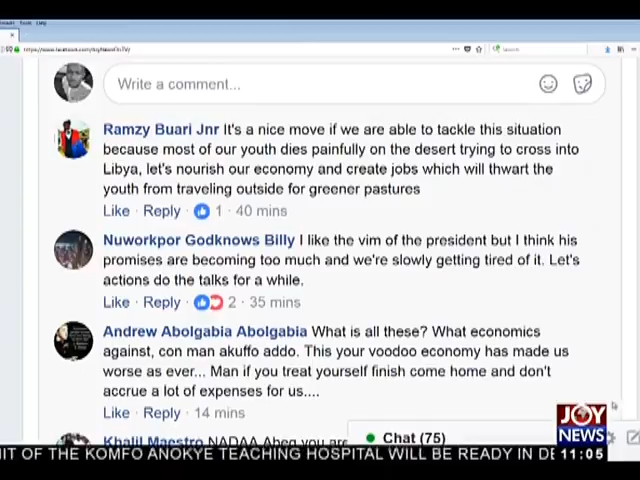 Tools Help
https://www.facebook.com/
Search
Write a comment...
Ramzy Buari Jnr It's a nice move if we are able to tackle this situation
because most of our youth dies painfully on the desert trying to cross into
Libya, let's nourish our economy and create jobs which will thwart the
youth from traveling outside for greener pastures
Like · Reply · 1 · 40 mins
Nuworkpor Godknows Billy I like the vim of the president but I think his
promises are becoming too much and we're slowly getting tired of it. Let's
actions do the talks for a while.
Like · Reply · 2 · 35 mins
Andrew Abolgabia Abolgabia What is all these? What economics
against, con man akuffo addo. This your voodoo economy has made us
worse as ever... Man if you treat yourself finish come home and don't
accrue a lot of expenses for us....
Like · Reply · 14 mins
Khalil Maestro NADAA Abeg you are
Chat (75)
JOY
NEWS
NIT OF THE KOMFO ANOKYE TEACHING HOSPITAL WILL BE READY IN DE
11:05